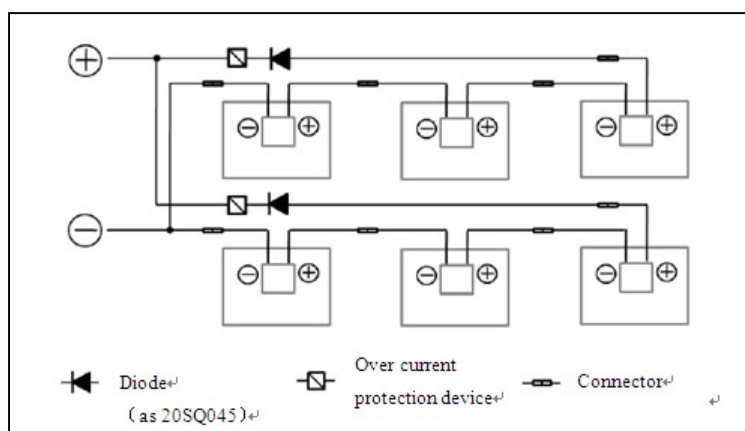 +
-
- +
- +
- +
- +
- +
- +
Diode↵
(as 20SQ045)↵
Over current
protection device↵
Connector↵
↵